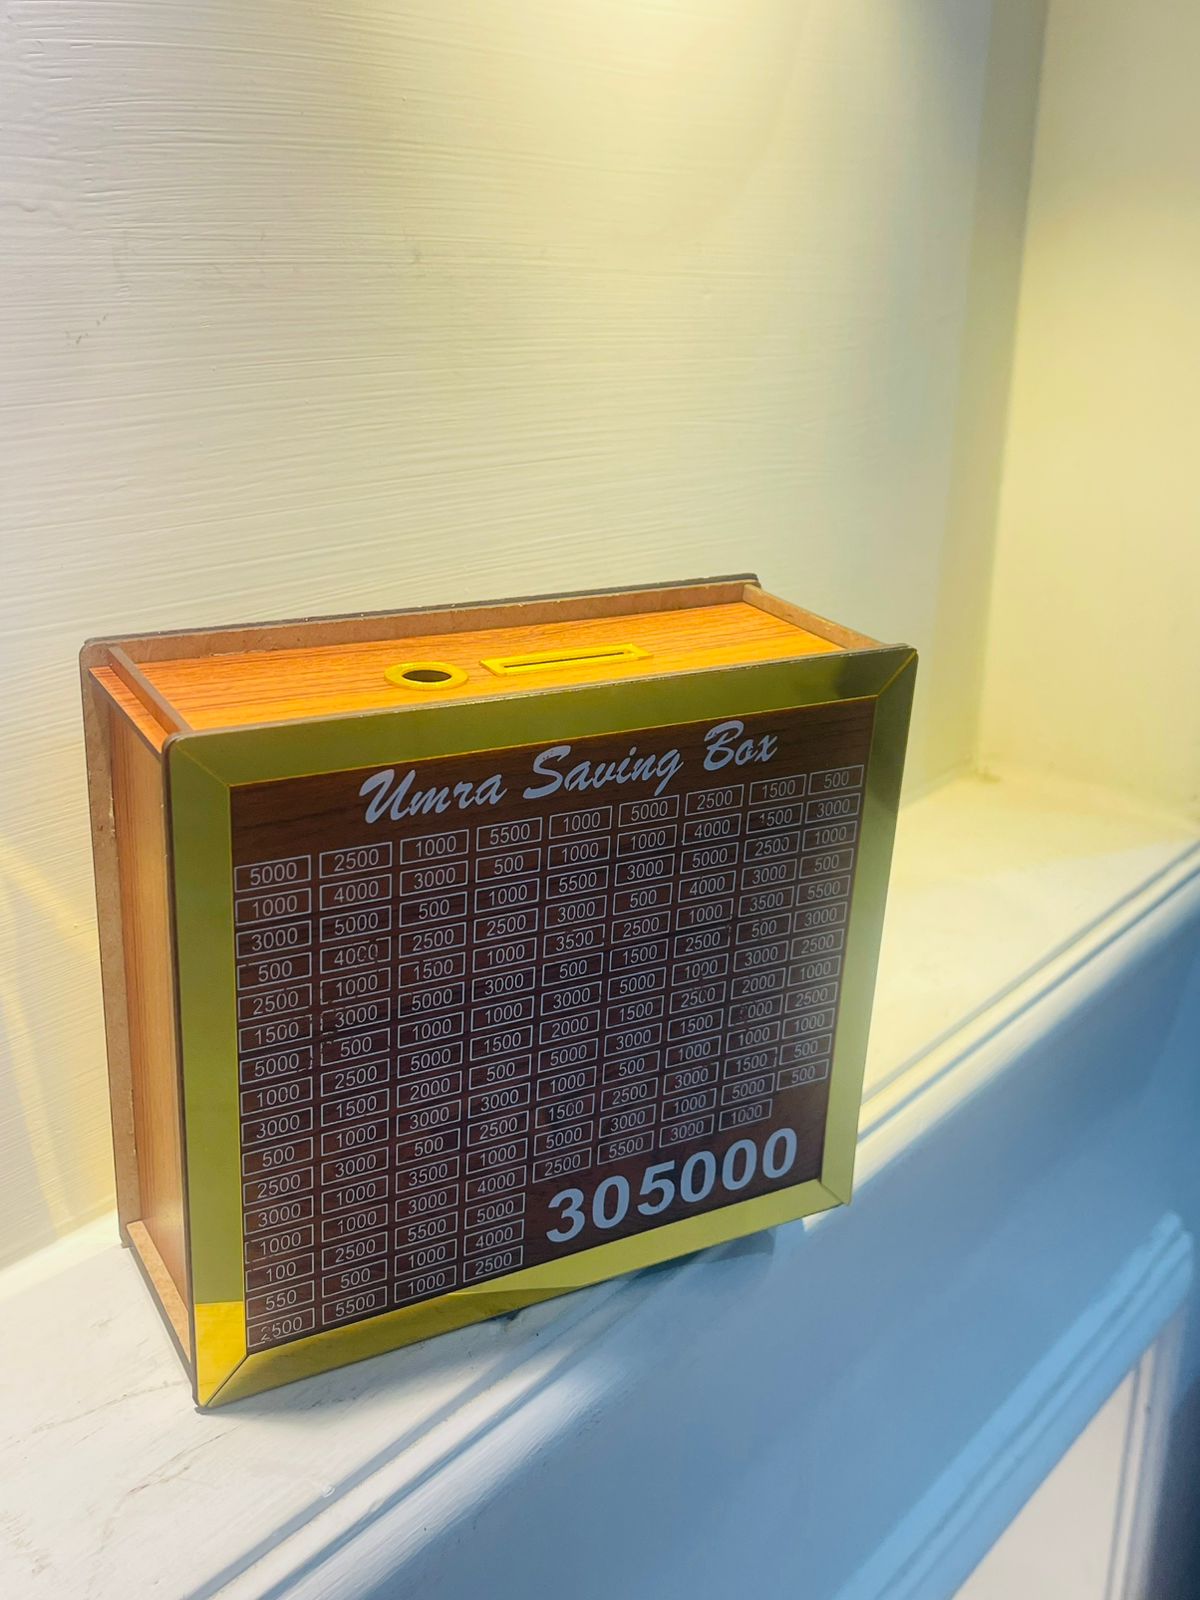 Umra Saving Box
5000 2500 1000 5500 1000 5000 2500 1500 500
1000 4000 3000 500 1000 1000 4000 1500 3000
3000 5000 500 1000 5500 3000 5000 2500 1000
500 4000 2500 2500 3000 500 4000 3000 500
2500 1000 1500 1000 3500 2500 1000 3500 5500
1500 3000 5000 3000 500 1500 2500 500 3000
5000 500 1000 1000 3000 5000 1000 3000 2500
1000 2500 5000 1500 2000 1500 2500 2000 1000
3000 1500 2000 500 5000 3000 1500 2500
500 1000 3000 3000 1000 500 1000 1000 1000
2500 3000 500 2500 1500 2500 3000 1500 500
3000 1000 3500 1000 5000 3000 1000 5000 500
1000 1000 3000 4000 2500 5500 3000 1000
100 2500 5500 5000
550 500 1000 4000
2500 5500 1000 2500
305000